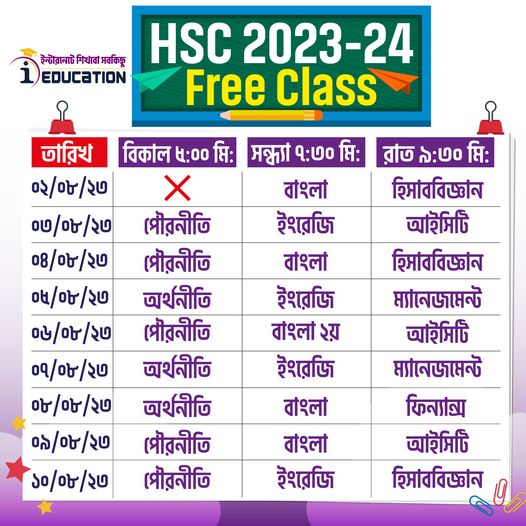 ইন্টারনেটে শিখবো সবকিছু
i EDUCATION
HSC 2023-24
Free Class
তারিখ বিকাল ৫:০০ মি: সন্ধ্যা ৭:৩০ মি: রাত ৯:৩০ মি:
০২/০৮/২৩ বাংলা হিসাববিজ্ঞান
০৩/০৮/২৩ পৌরনীতি ইংরেজি আইসিটি
০৪/০৮/২৩ পৌরনীতি বাংলা হিসাববিজ্ঞান
০৫/০৮/২৩ অর্থনীতি ইংরেজি ম্যানেজমেন্ট
০৬/০৮/২৩ পৌরনীতি বাংলা ২য় আইসিটি
০৭/০৮/২৩ অর্থনীতি ইংরেজি ম্যানেজমেন্ট
০৮/০৮/২৩ অর্থনীতি বাংলা ফিন্যান্স
০৯/০৮/২৩ পৌরনীতি বাংলা আইসিটি
১০/০৮/২৩ পৌরনীতি ইংরেজি হিসাববিজ্ঞান